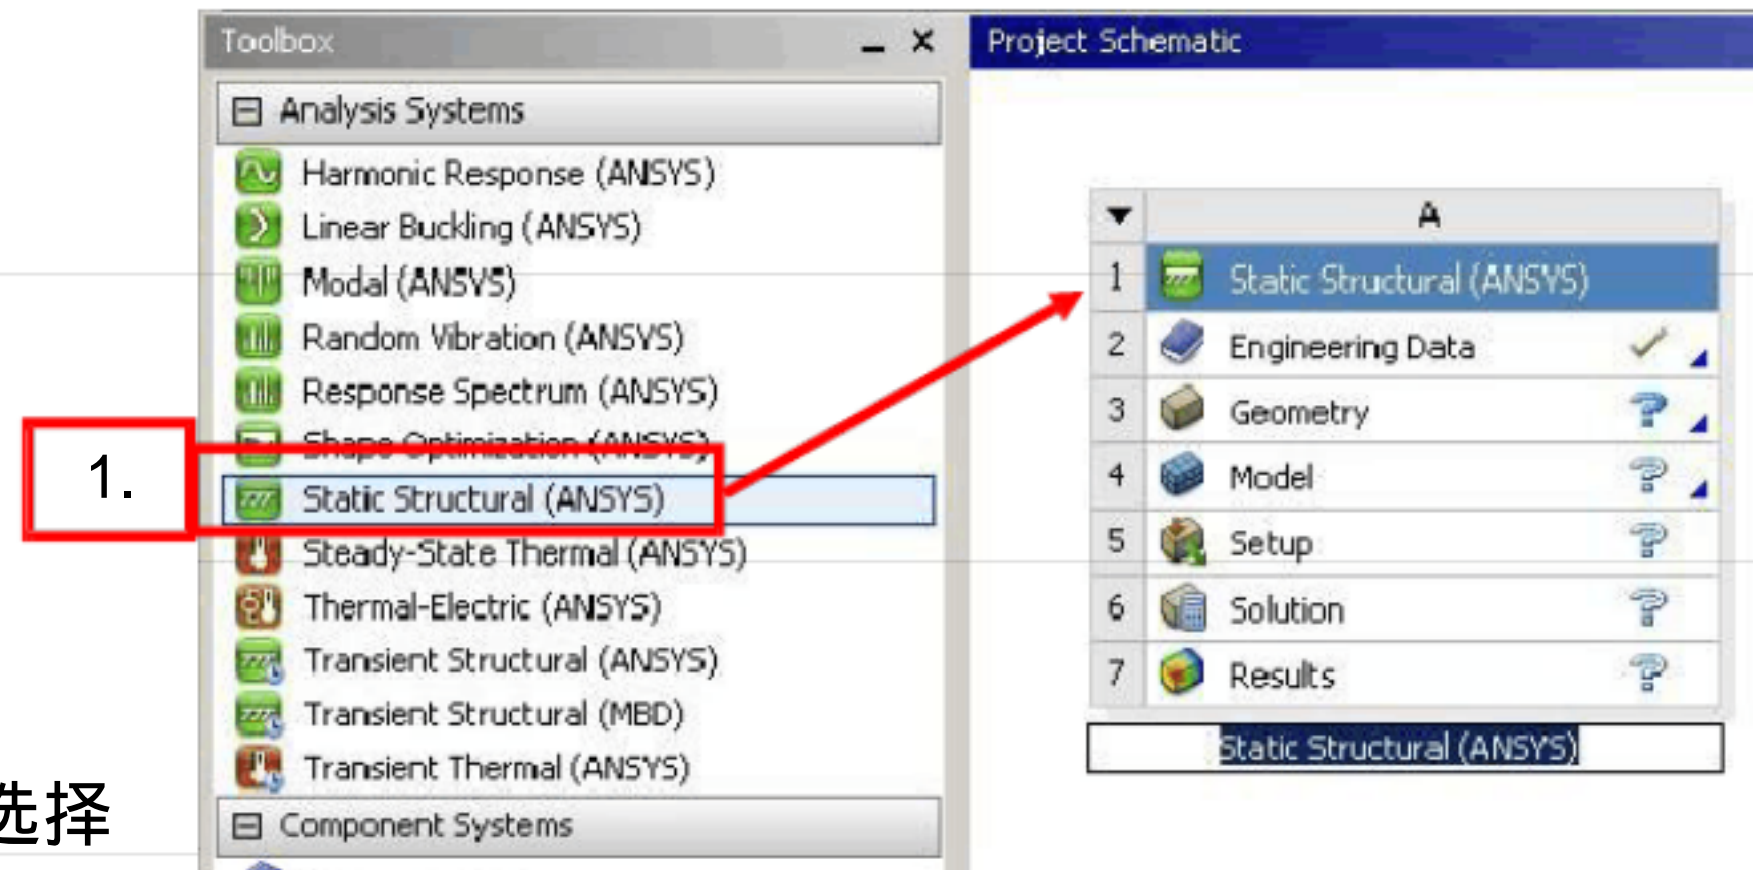 Toolbox
Analysis Systems
Harmonic Response (ANSYS)
Linear Buckling (ANSYS)
Modal (ANSYS)
Random Vibration (ANSYS)
Response Spectrum (ANSYS)
Shape Optimization (ANSYS)
Static Structural (ANSYS)
Steady-State Thermal (ANSYS)
Thermal-Electric (ANSYS)
Transient Structural (ANSYS)
Transient Structural (MBD)
Transient Thermal (ANSYS)
Component Systems
1.
选择
Project Schematic
A
1 Static Structural (ANSYS)
2 Engineering Data
3 Geometry
4 Model
5 Setup
6 Solution
7 Results
Static Structural (ANSYS)